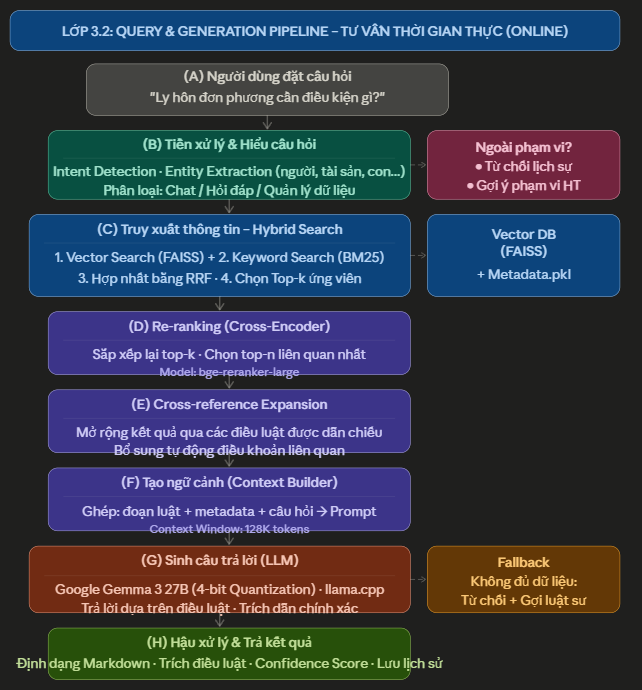 LỚP 3.2: QUERY & GENERATION PIPELINE – TƯ VẤN THỜI GIAN THỰC (ONLINE)
(A) Người dùng đặt câu hỏi
"Ly hôn đơn phương cần điều kiện gì?"
(B) Tiền xử lý & Hiểu câu hỏi
Intent Detection · Entity Extraction (người, tài sản, con...)
Phân loại: Chat / Hỏi đáp / Quản lý dữ liệu
Ngoài phạm vi?
● Từ chối lịch sự
● Gợi ý phạm vi HT
(C) Truy xuất thông tin – Hybrid Search
1. Vector Search (FAISS) + 2. Keyword Search (BM25)
3. Hợp nhất bằng RRF · 4. Chọn Top-k ứng viên
Vector DB
(FAISS)
+ Metadata.pkl
(D) Re-ranking (Cross-Encoder)
Sắp xếp lại top-k · Chọn top-n liên quan nhất
Model: bge-reranker-large
(E) Cross-reference Expansion
Mở rộng kết quả qua các điều luật được dẫn chiếu
Bổ sung tự động điều khoản liên quan
(F) Tạo ngữ cảnh (Context Builder)
Ghép: đoạn luật + metadata + câu hỏi → Prompt
Context Window: 128K tokens
(G) Sinh câu trả lời (LLM)
Google Gemma 3 27B (4-bit Quantization) · llama.cpp
Trả lời dựa trên điều luật · Trích dẫn chính xác
Fallback
Không đủ dữ liệu:
Từ chối + Gợi luật sư
(H) Hậu xử lý & Trả kết quả
Định dạng Markdown · Trích điều luật · Confidence Score · Lưu lịch sử